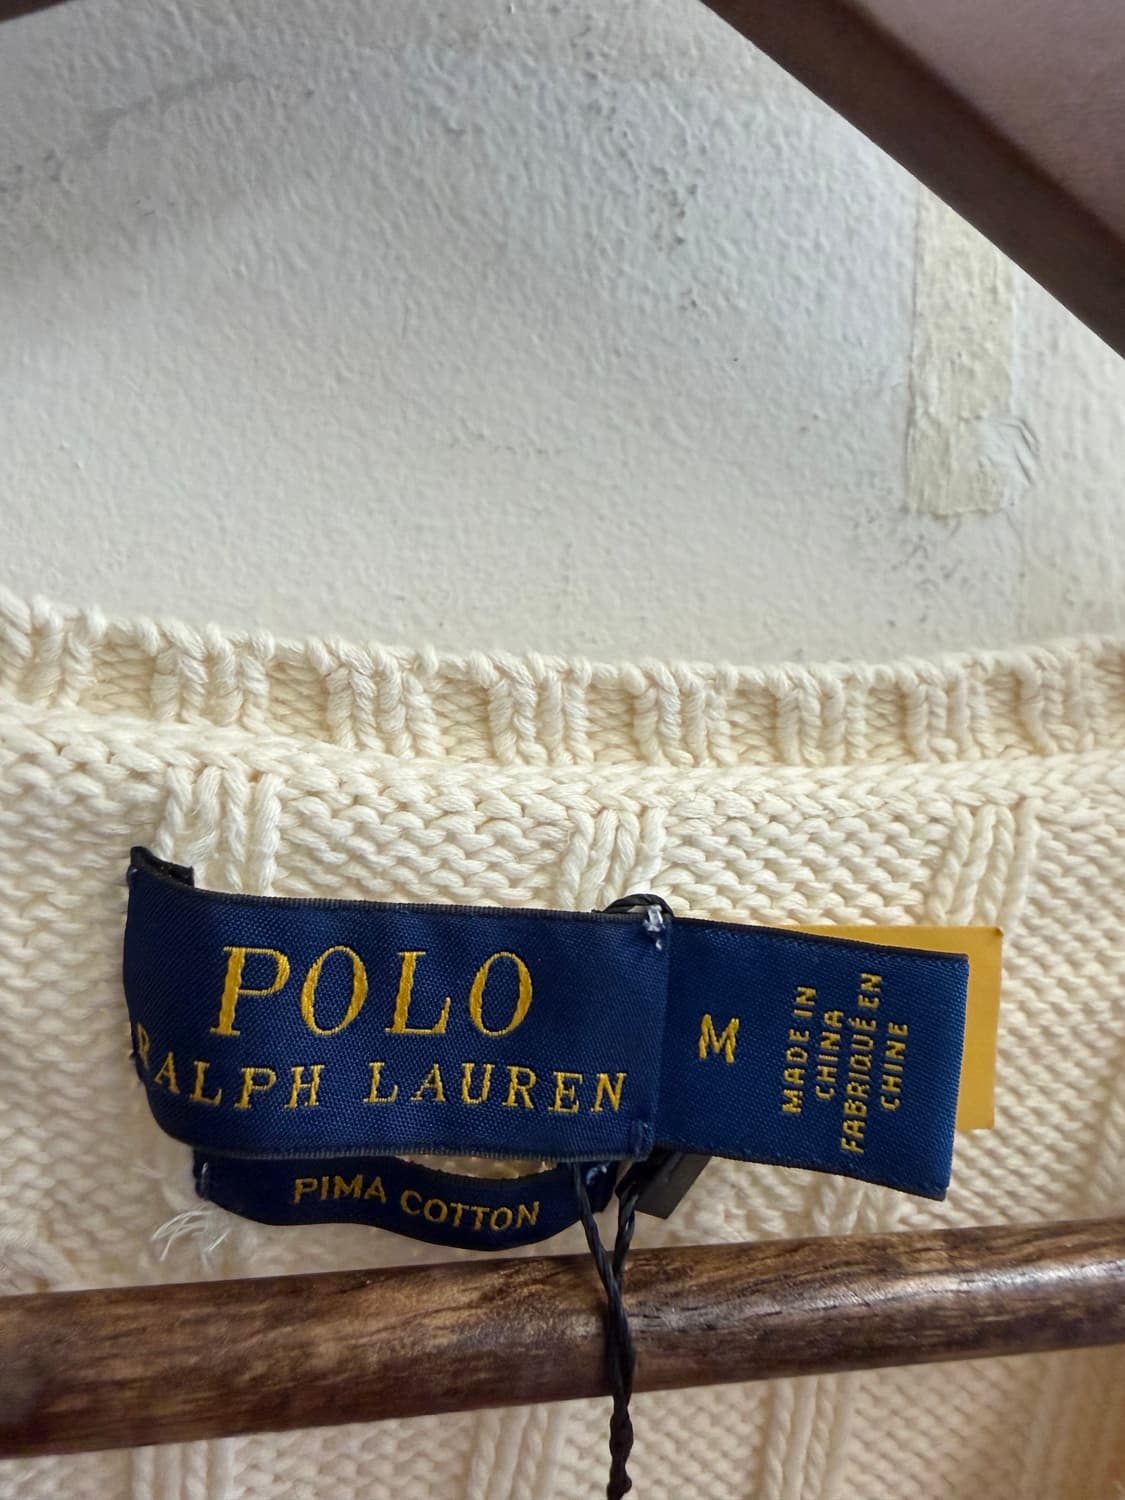 POLO
RALPH LAUREN
M
MADE IN
CHINA
FABRIQUÉ EN
CHINE
PIMA COTTON